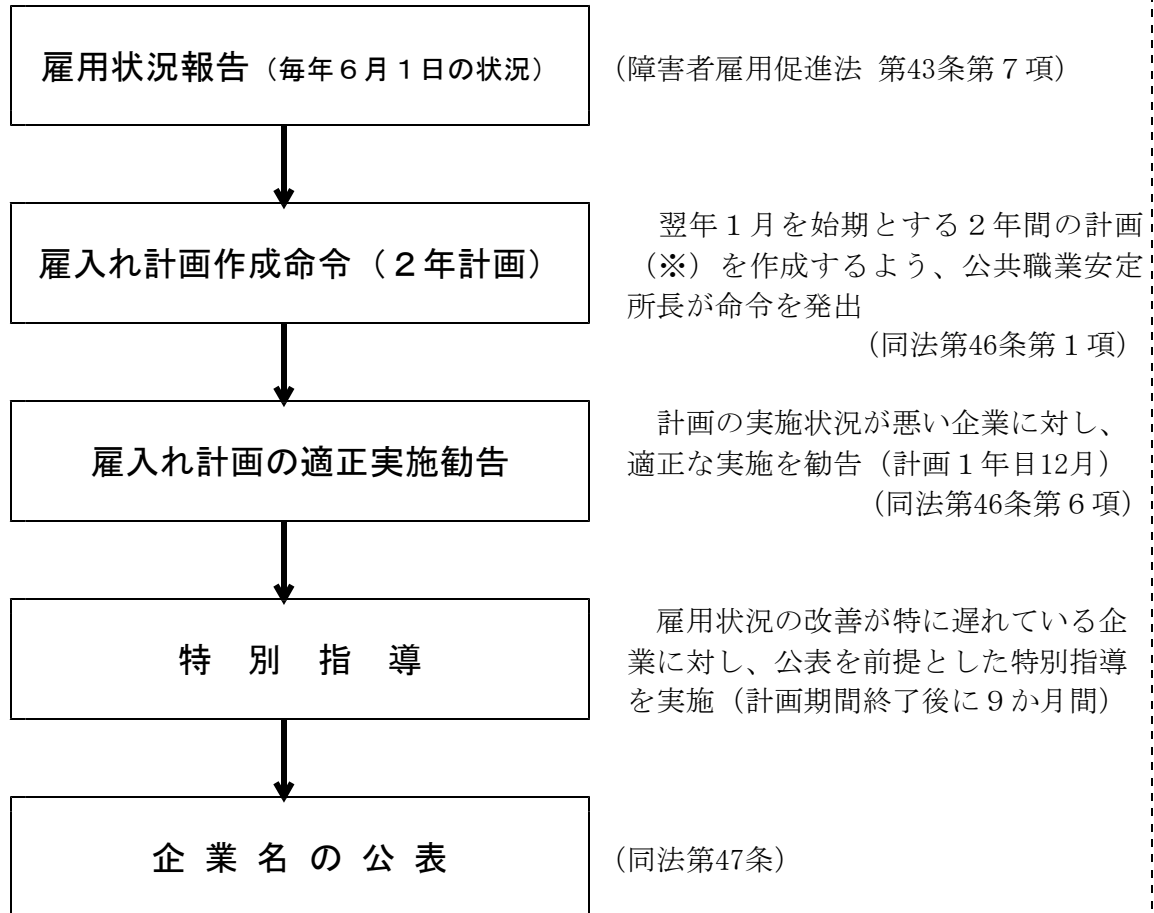 雇用状況報告（毎年６月１日の状況）
（障害者雇用促進法 第43条第７項）
雇入れ計画作成命令（２年計画）
翌年１月を始期とする２年間の計画
（※）を作成するよう、公共職業安定
所長が命令を発出
（同法第46条第１項）
雇入れ計画の適正実施勧告
計画の実施状況が悪い企業に対し、
適正な実施を勧告（計画１年目12月）
（同法第46条第６項）
特 別 指 導
雇用状況の改善が特に遅れている企
業に対し、公表を前提とした特別指導
を実施（計画期間終了後に９か月間）
企 業 名 の 公 表
（同法第47条）